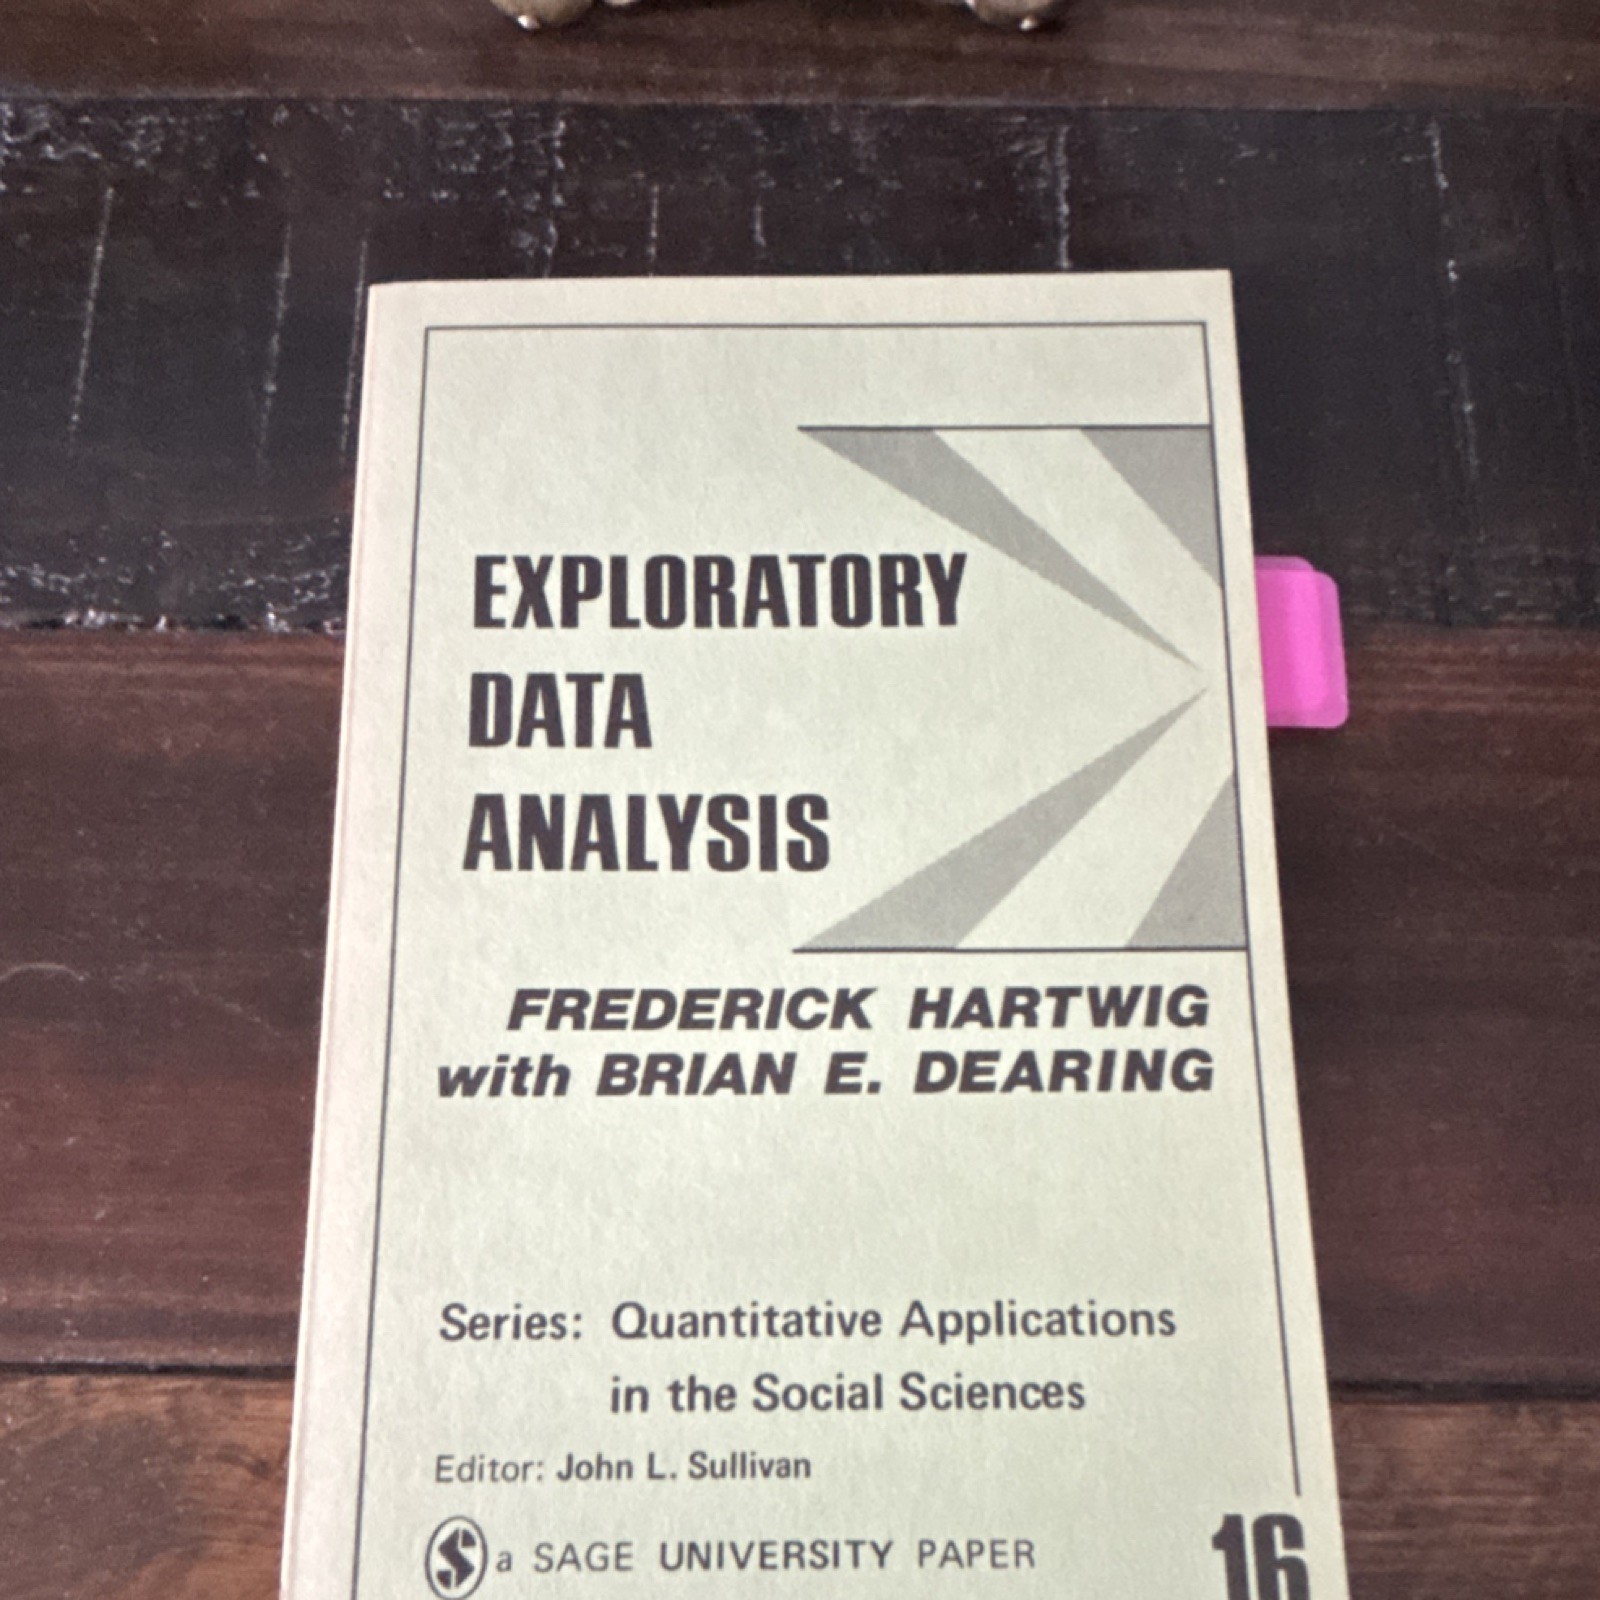 EXPLORATORY
DATA
ANALYSIS
FREDERICK HARTWIG
with BRIAN E. DEARING
Series: Quantitative Applications
in the Social Sciences
Editor: John L. Sullivan
S a SAGE UNIVERSITY PAPER
16